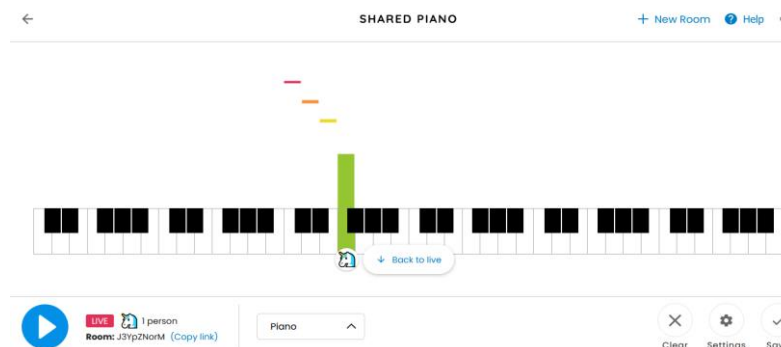 SHARED PIANO
+ New Room
? Help
Back to live
LIVE
1 person
Room: J3YpZNorM (Copy link)
Piano
Clear
Settings